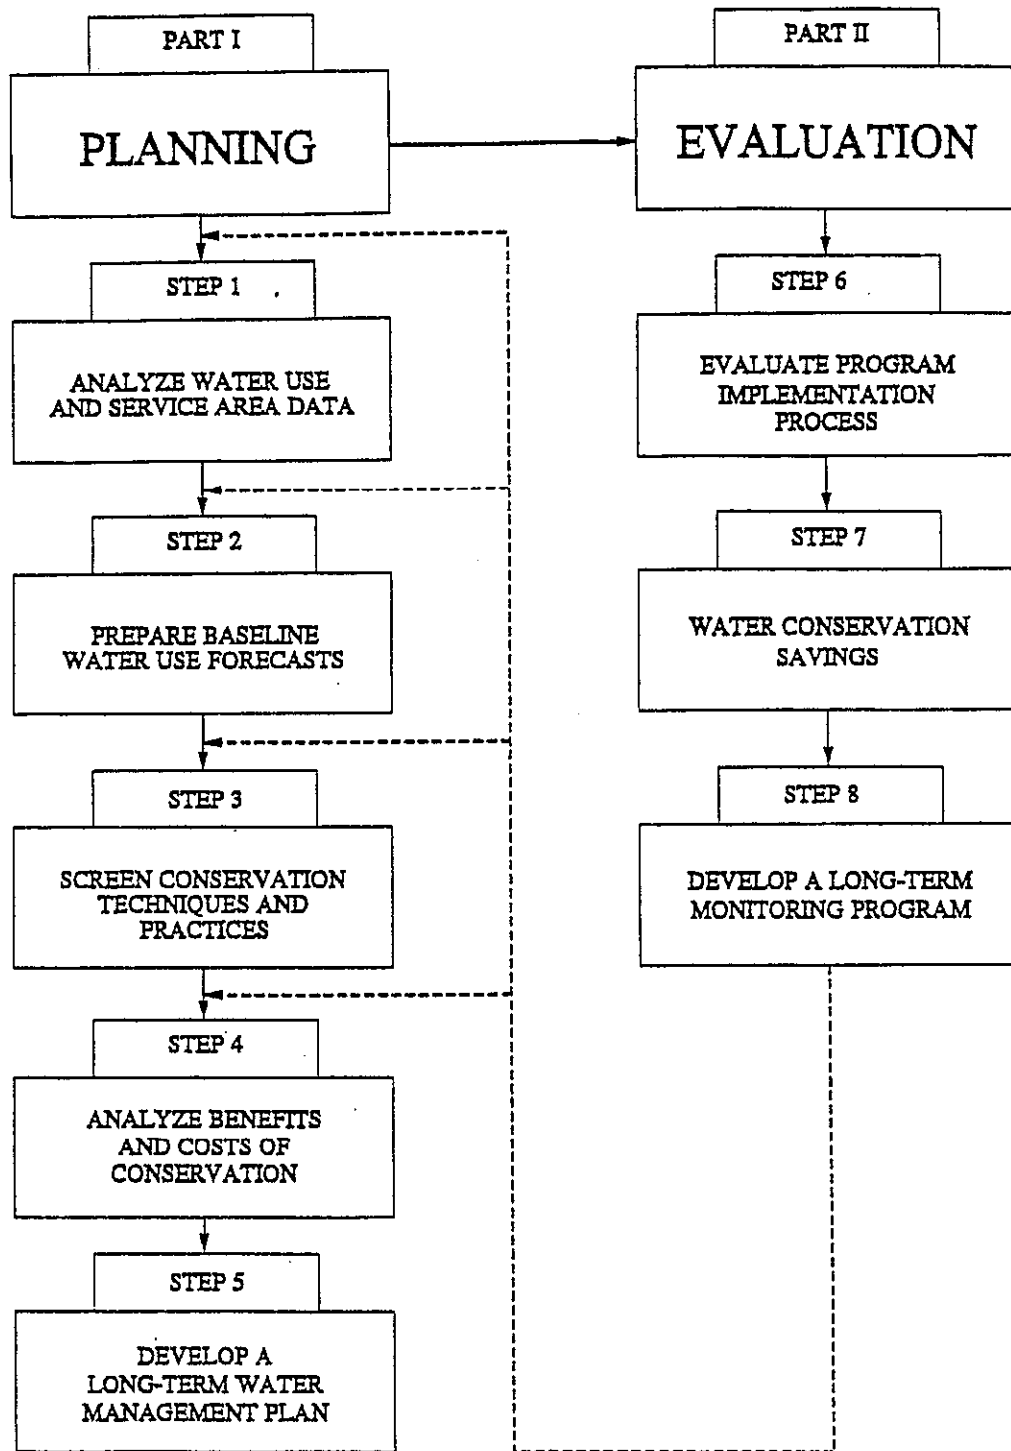 PART I
PLANNING
STEP 1
ANALYZE WATER USE
AND SERVICE AREA DATA
STEP 2
PREPARE BASELINE
WATER USE FORECASTS
STEP 3
SCREEN CONSERVATION
TECHNIQUES AND
PRACTICES
STEP 4
ANALYZE BENEFITS
AND COSTS OF
CONSERVATION
STEP 5
DEVELOP A
LONG-TERM WATER
MANAGEMENT PLAN
PART II
EVALUATION
STEP 6
EVALUATE PROGRAM
IMPLEMENTATION
PROCESS
STEP 7
WATER CONSERVATION
SAVINGS
STEP 8
DEVELOP A LONG-TERM
MONITORING PROGRAM